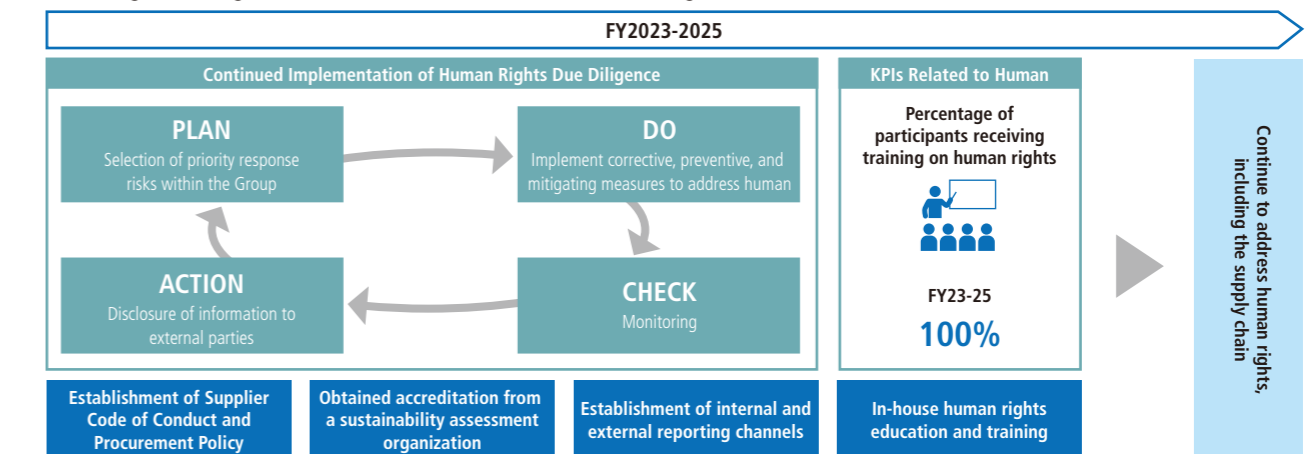 FY2023-2025
Continued Implementation of Human Rights Due Diligence
PLAN
Selection of priority response
risks within the Group
DO
Implement corrective, preventive, and
mitigating measures to address human
ACTION
Disclosure of information to
external parties
CHECK
Monitoring
KPIs Related to Human
Percentage of
participants receiving
training on human rights
FY23-25
100%
Continue to address human rights,
including the supply chain
Establishment of Supplier
Code of Conduct and
Procurement Policy
Obtained accreditation from
a sustainability assessment
organization
Establishment of internal and
external reporting channels
In-house human rights
education and training